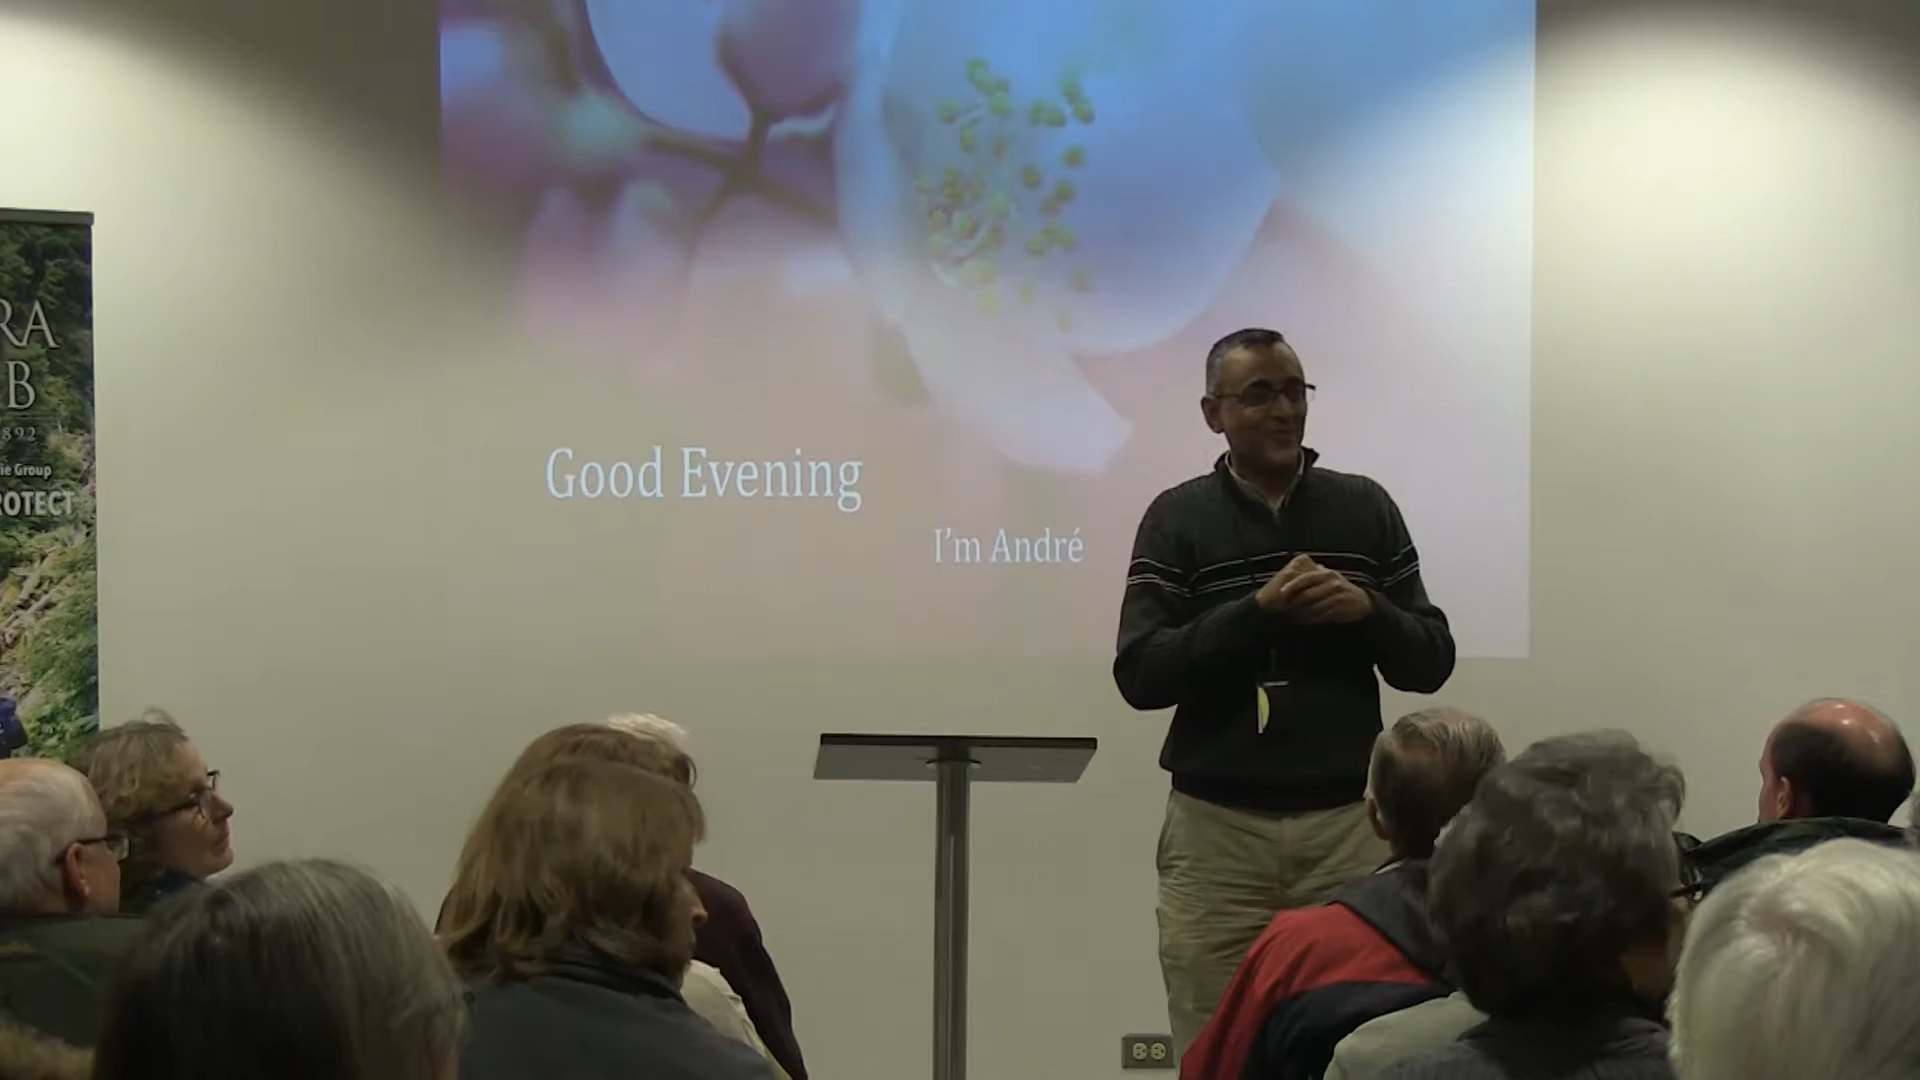 RA
B
892
ie Group
ROTECT
Good Evening
I'm André